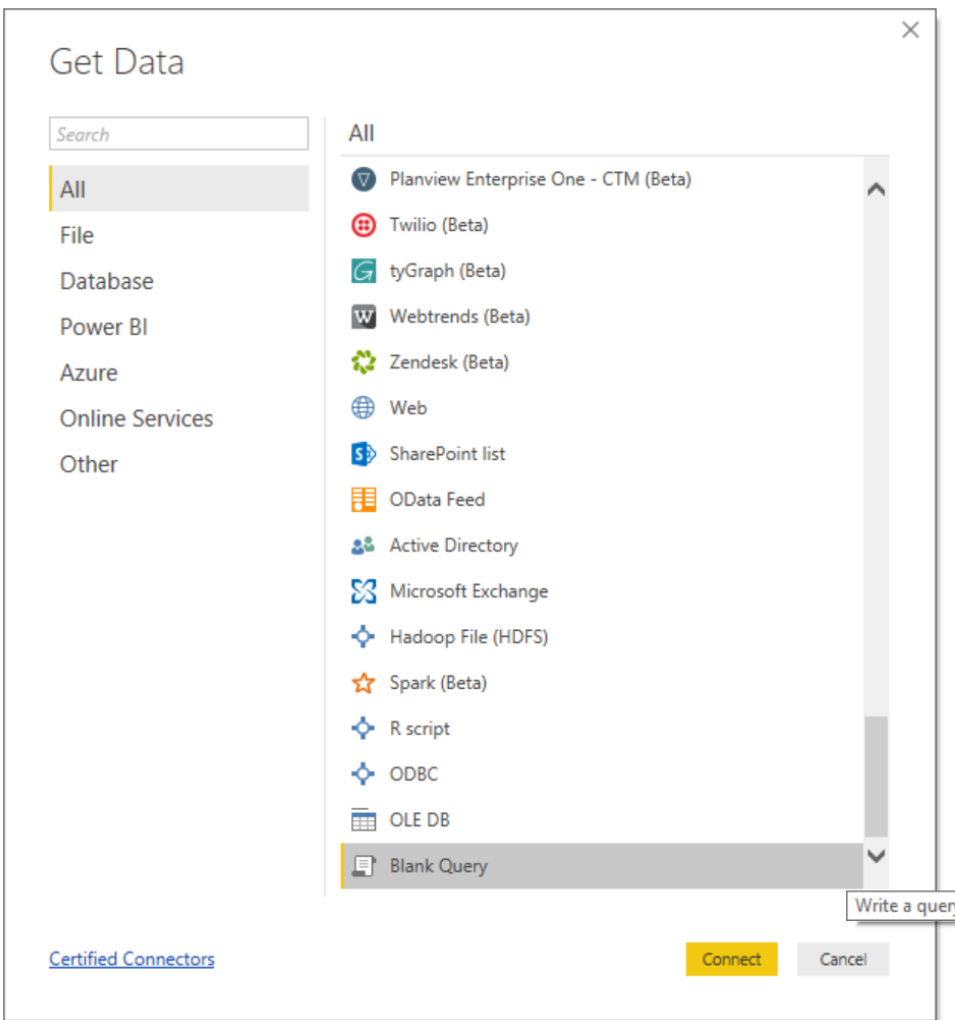 Get Data
Search
All
File
Database
Power BI
Azure
Online Services
Other
All
Planview Enterprise One - CTM (Beta)
Twilio (Beta)
tyGraph (Beta)
Webtrends (Beta)
Zendesk (Beta)
Web
SharePoint list
OData Feed
Active Directory
Microsoft Exchange
Hadoop File (HDFS)
Spark (Beta)
R script
ODBC
OLE DB
Blank Query
Write a query
Certified Connectors
Connect
Cancel